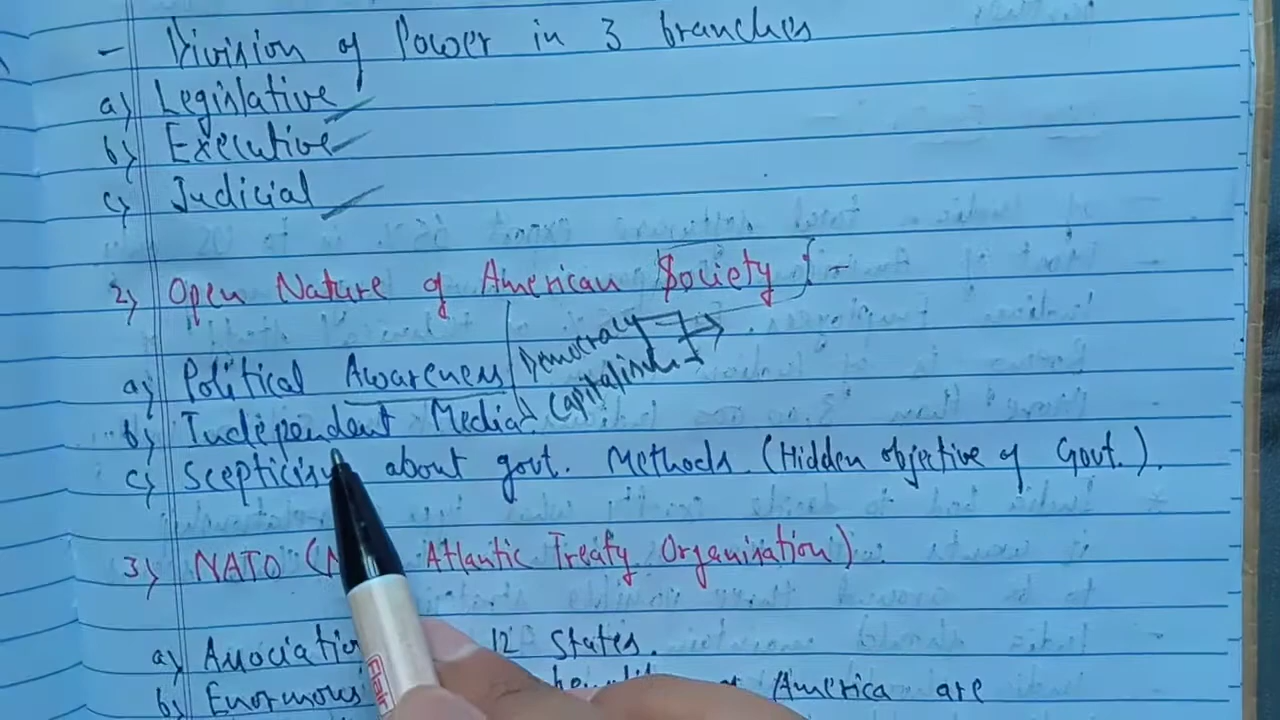 - Division of Power in 3 branches
a) Legislative
b) Executive
c) Judicial
2) Open Nature of American Society } -
a) Political Awareness
Democracy
Capitalism
b) Independent Media
c) Scepticism about govt. Methods. (Hidden objective of Govt.).
3) NATO (N Atlantic Treaty Organisation).
a) Associatio 12 States.
b) Enormous America are